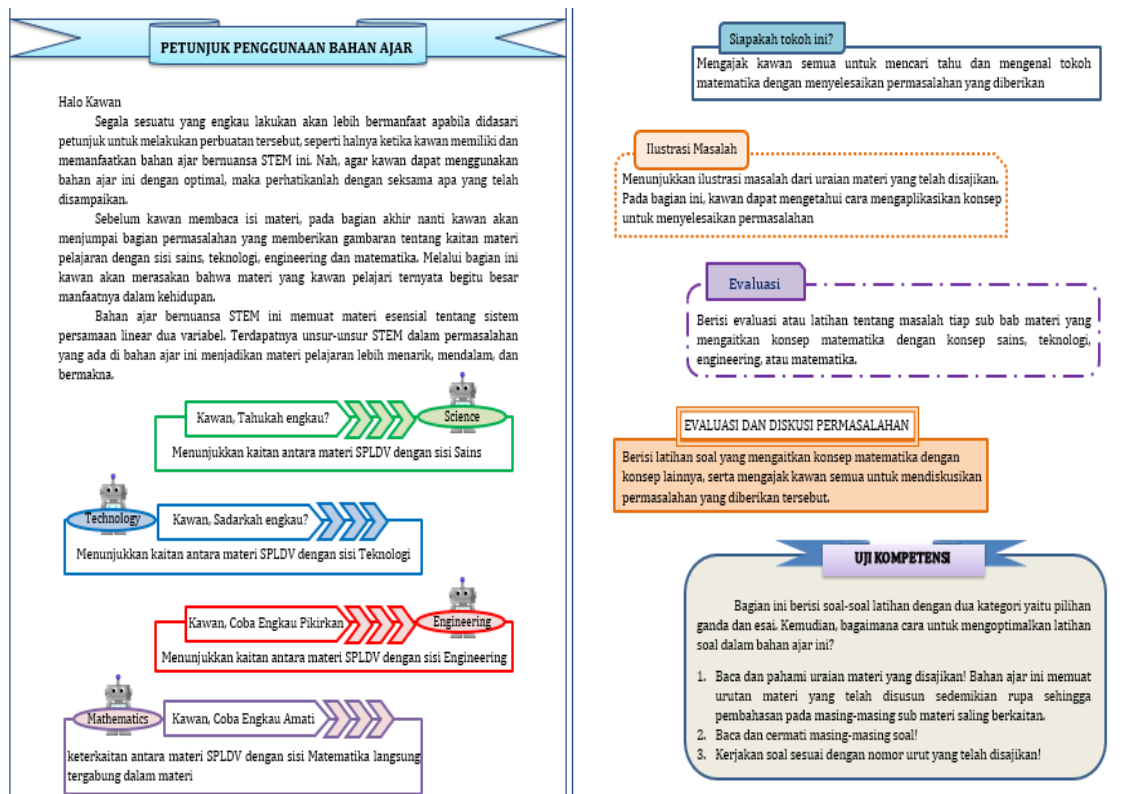 PETUNJUK PENGGUNAAN BAHAN AJAR
Halo Kawan
Segala sesuatu yang engkau lakukan akan lebih bermanfaat apabila didasari
petunjuk untuk melakukan perbuatan tersebut, seperti halnya ketika kawan memiliki dan
memanfaatkan bahan ajar bernuansa STEM ini. Nah, agar kawan dapat menggunakan
bahan ajar ini dengan optimal, maka perhatikanlah dengan seksama apa yang telah
disampaikan.
Sebelum kawan membaca isi materi, pada bagian akhir nanti kawan akan
menjumpai bagian permasalahan yang memberikan gambaran tentang kaitan materi
pelajaran dengan sisi sains, teknologi, engineering dan matematika. Melalui bagian ini
kawan akan merasakan bahwa materi yang kawan pelajari ternyata begitu besar
manfaatnya dalam kehidupan.
Bahan ajar bernuansa STEM ini memuat materi esensial tentang sistem
persamaan linear dua variabel. Terdapatnya unsur-unsur STEM dalam permasalahan
yang ada di bahan ajar ini menjadikan materi pelajaran lebih menarik, mendalam, dan
bermakna.
Kawan, Tahukah engkau?
Science
Menunjukkan kaitan antara materi SPLDV dengan sisi Sains
Technology
Kawan, Sadarkah engkau?
Menunjukkan kaitan antara materi SPLDV dengan sisi Teknologi
Kawan, Coba Engkau Pikirkan
Engineering
Menunjukkan kaitan antara materi SPLDV dengan sisi Engineering
Mathematics
Kawan, Coba Engkau Amati
keterkaitan antara materi SPLDV dengan sisi Matematika langsung
tergabung dalam materi
Siapakah tokoh ini?
Mengajak kawan semua untuk mencari tahu dan mengenal tokoh
matematika dengan menyelesaikan permasalahan yang diberikan
Ilustrasi Masalah
Menunjukkan ilustrasi masalah dari uraian materi yang telah disajikan.
Pada bagian ini, kawan dapat mengetahui cara mengaplikasikan konsep
untuk menyelesaikan permasalahan
Evaluasi
Berisi evaluasi atau latihan tentang masalah tiap sub bab materi yang
mengaitkan konsep matematika dengan konsep sains, teknologi,
engineering, atau matematika.
EVALUASI DAN DISKUSI PERMASALAHAN
Berisi latihan soal yang mengaitkan konsep matematika dengan
konsep lainnya, serta mengajak kawan semua untuk mendiskusikan
permasalahan yang diberikan tersebut.
UJI KOMPETENSI
Bagian ini berisi soal-soal latihan dengan dua kategori yaitu pilihan
ganda dan esai. Kemudian, bagaimana cara untuk mengoptimalkan latihan
soal dalam bahan ajar ini?
1. Baca dan pahami uraian materi yang disajikan! Bahan ajar ini memuat
urutan materi yang telah disusun sedemikian rupa sehingga
pembahasan pada masing-masing sub materi saling berkaitan.
2. Baca dan cermati masing-masing soal!
3. Kerjakan soal sesuai dengan nomor urut yang telah disajikan!